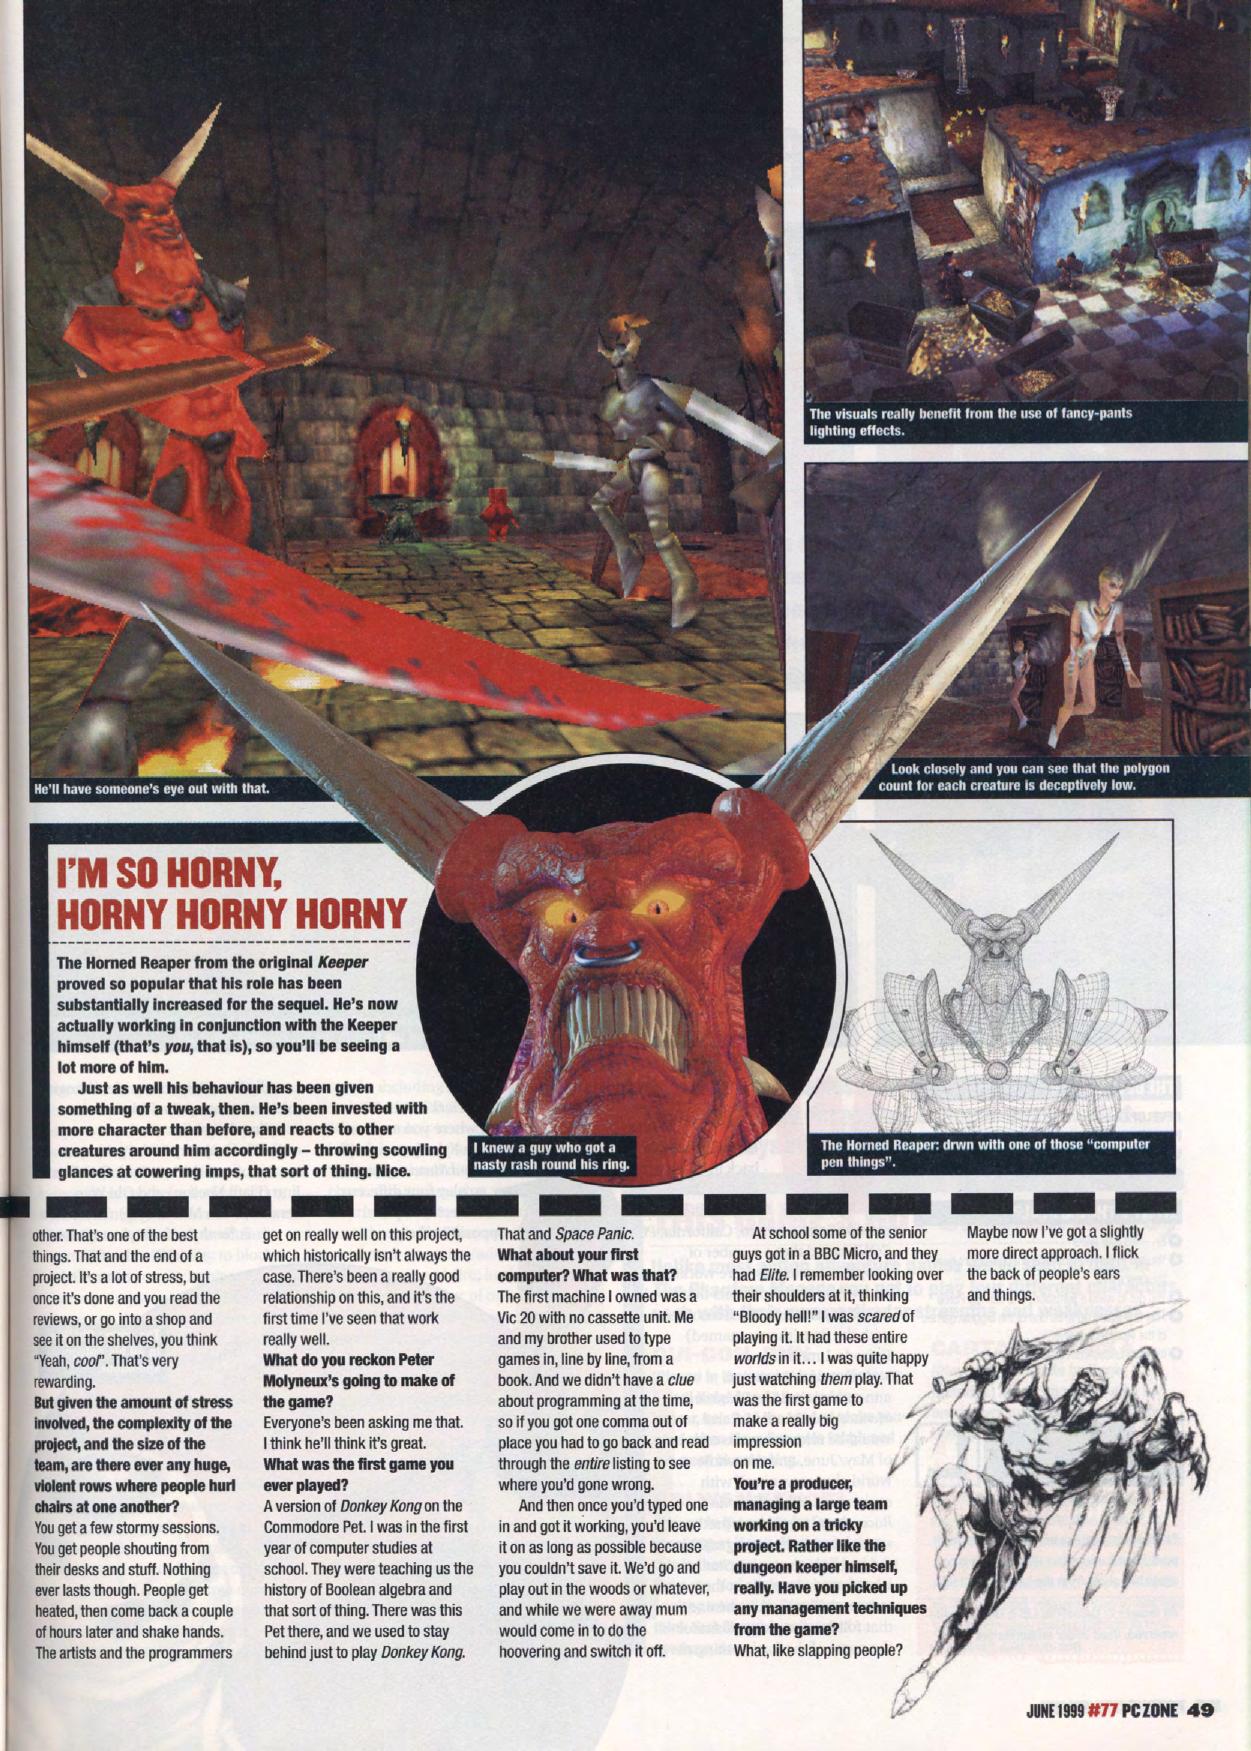 The visuals really benefit from the use of fancy-pants
lighting effects.
He'll have someone's eye out with that.
Look closely and you can see that the polygon
count for each creature is deceptively low.
I'M SO HORNY,
HORNY HORNY HORNY
The Horned Reaper from the original Keeper
proved so popular that his role has been
substantially increased for the sequel. He's now
actually working in conjunction with the Keeper
himself (that's you, that is), so you'll be seeing a
lot more of him.
Just as well his behaviour has been given
something of a tweak, then. He's been invested with
more character than before, and reacts to other
creatures around him accordingly – throwing scowling
glances at cowering imps, that sort of thing. Nice.
I knew a guy who got a
nasty rash round his ring.
The Horned Reaper: drwn with one of those "computer
pen things".
other. That's one of the best
things. That and the end of a
project. It's a lot of stress, but
once it's done and you read the
reviews, or go into a shop and
see it on the shelves, you think
"Yeah, cool". That's very
rewarding.
But given the amount of stress
involved, the complexity of the
project, and the size of the
team, are there ever any huge,
violent rows where people hurl
chairs at one another?
You get a few stormy sessions.
You get people shouting from
their desks and stuff. Nothing
ever lasts though. People get
heated, then come back a couple
of hours later and shake hands.
The artists and the programmers
get on really well on this project,
which historically isn't always the
case. There's been a really good
relationship on this, and it's the
first time I've seen that work
really well.
What do you reckon Peter
Molyneux's going to make of
the game?
Everyone's been asking me that.
I think he'll think it's great.
What was the first game you
ever played?
A version of Donkey Kong on the
Commodore Pet. I was in the first
year of computer studies at
school. They were teaching us the
history of Boolean algebra and
that sort of thing. There was this
Pet there, and we used to stay
behind just to play Donkey Kong.
That and Space Panic.
What about your first
computer? What was that?
The first machine I owned was a
Vic 20 with no cassette unit. Me
and my brother used to type
games in, line by line, from a
book. And we didn't have a clue
about programming at the time,
so if you got one comma out of
place you had to go back and read
through the entire listing to see
where you'd gone wrong.
And then once you'd typed one
in and got it working, you'd leave
it on as long as possible because
you couldn't save it. We'd go and
play out in the woods or whatever,
and while we were away mum
would come in to do the
hoovering and switch it off.
At school some of the senior
guys got in a BBC Micro, and they
had Elite. I remember looking over
their shoulders at it, thinking
"Bloody hell!" I was scared of
playing it. It had these entire
worlds in it... I was quite happy
just watching them play. That
was the first game to
make a really big
impression
on me.
You're a producer,
managing a large team
working on a tricky
project. Rather like the
dungeon keeper himself,
really. Have you picked up
any management techniques
from the game?
What, like slapping people?
Maybe now I've got a slightly
more direct approach. I flick
the back of people's ears
and things.
JUNE 1999 #77 PC ZONE 49